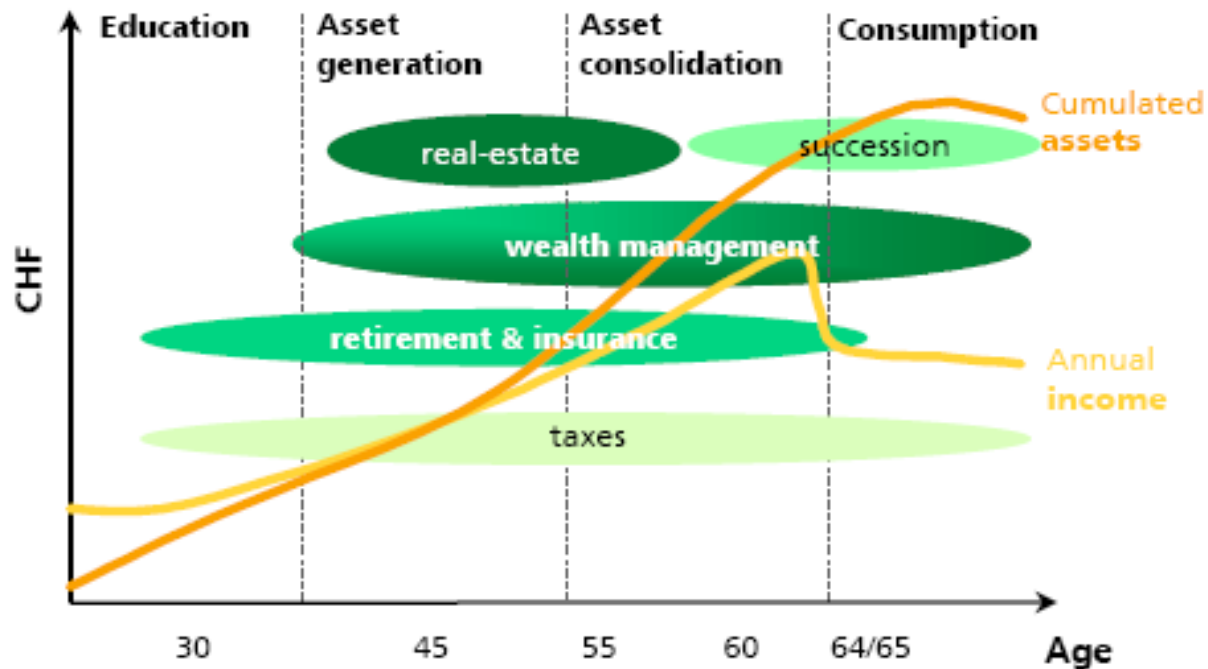 Education
Asset
generation
Asset
consolidation
Consumption
Cumulated
assets
real-estate
succession
wealth management
CHF
retirement & insurance
Annual
income
taxes
30
45
55
60
64/65
Age